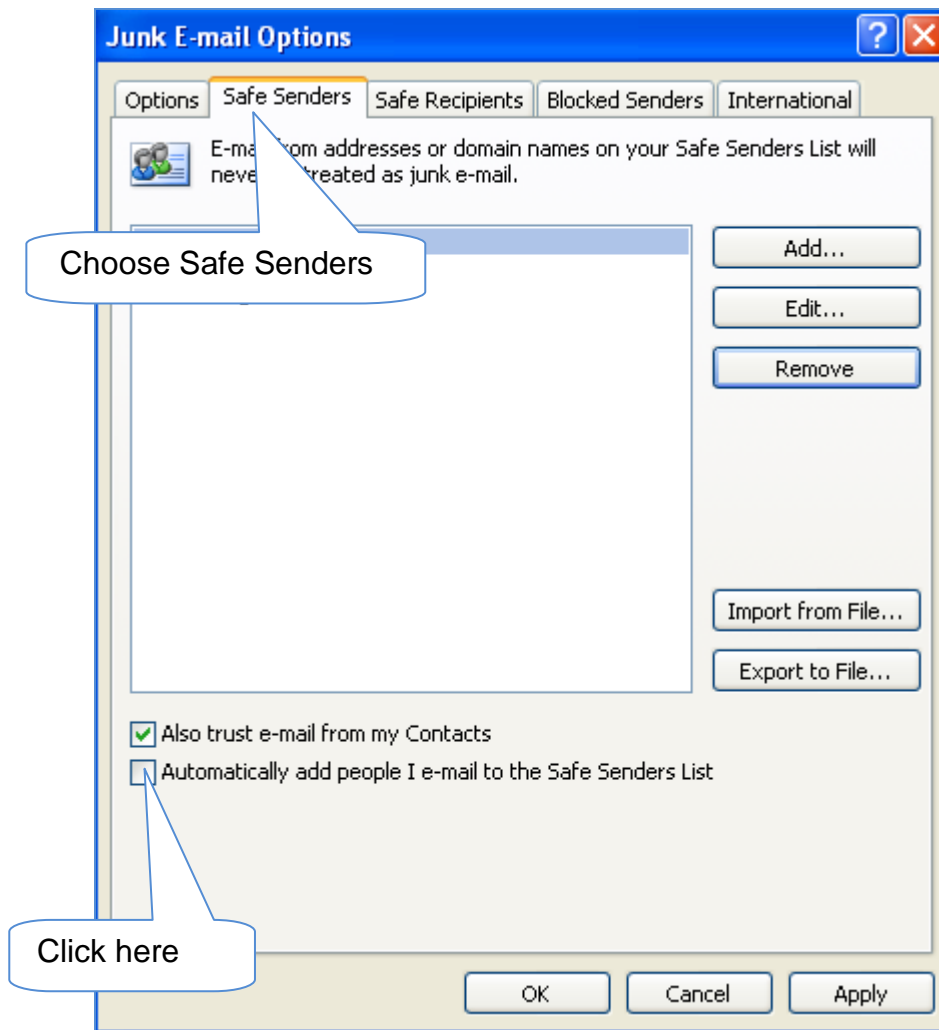 Junk E-mail Options
Options Safe Senders Safe Recipients Blocked Senders International
E-ma from addresses or domain names on your Safe Senders List will
neve treated as junk e-mail.
Choose Safe Senders
Add...
Edit...
Remove
Import from File...
Export to File...
Also trust e-mail from my Contacts
Automatically add people I e-mail to the Safe Senders List
Click here
OK Cancel Apply